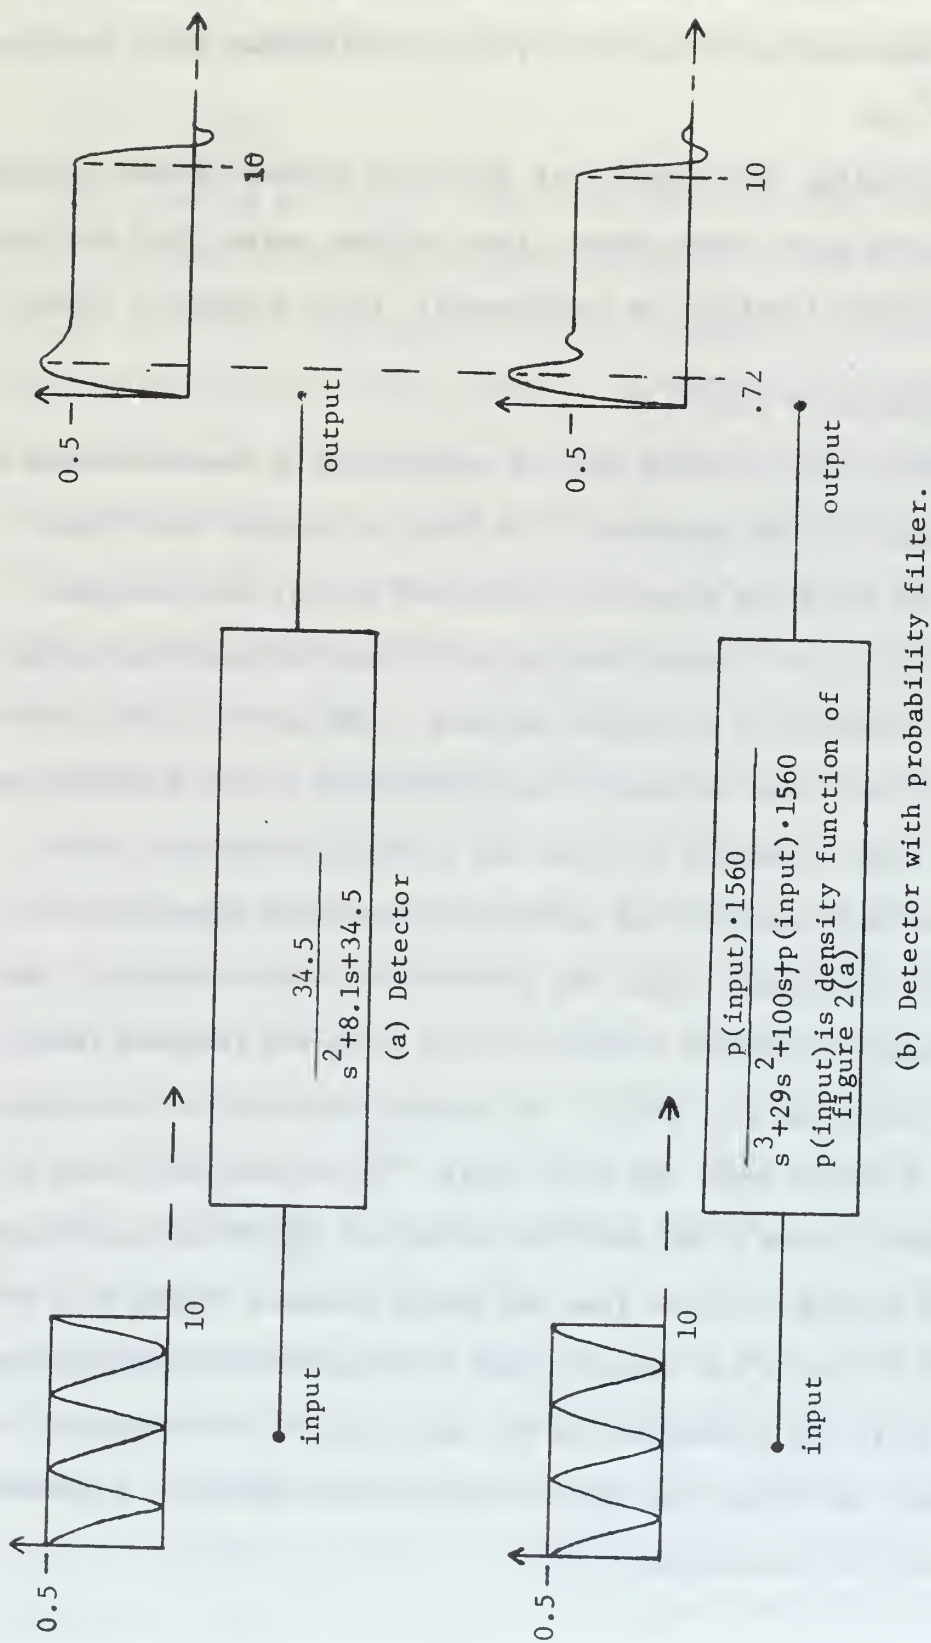 0.5
10
input
34.5
s²+8.1s+34.5
(a) Detector
0.5
10
output
0.5
10
input
p(input)·1560
s³+29s²+100s+p(input)·1560
p(input)is density function of
figure 2(a)
0.5
.72
10
output
(b) Detector with probability filter.